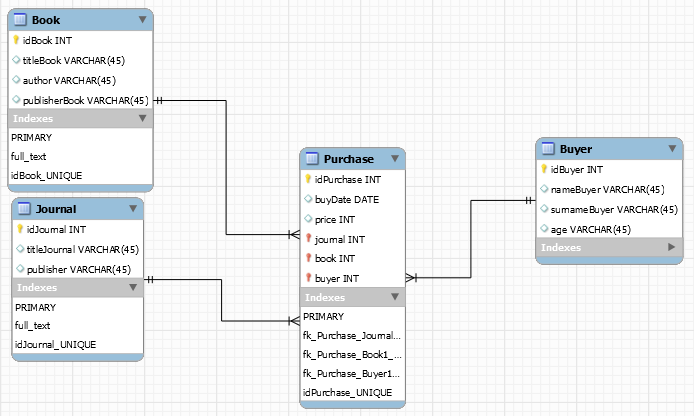 Book
idBook INT
titleBook VARCHAR(45)
author VARCHAR(45)
publisherBook VARCHAR(45)
Indexes
PRIMARY
full_text
idBook_UNIQUE
Journal
idJournal INT
titleJournal VARCHAR(45)
publisher VARCHAR(45)
Indexes
PRIMARY
full_text
idJournal_UNIQUE
Purchase
idPurchase INT
buyDate DATE
price INT
journal INT
book INT
buyer INT
Indexes
PRIMARY
fk_Purchase_Journal...
fk_Purchase_Book1_...
fk_Purchase_Buyer1...
idPurchase_UNIQUE
Buyer
idBuyer INT
nameBuyer VARCHAR(45)
surnameBuyer VARCHAR(45)
age VARCHAR(45)
Indexes